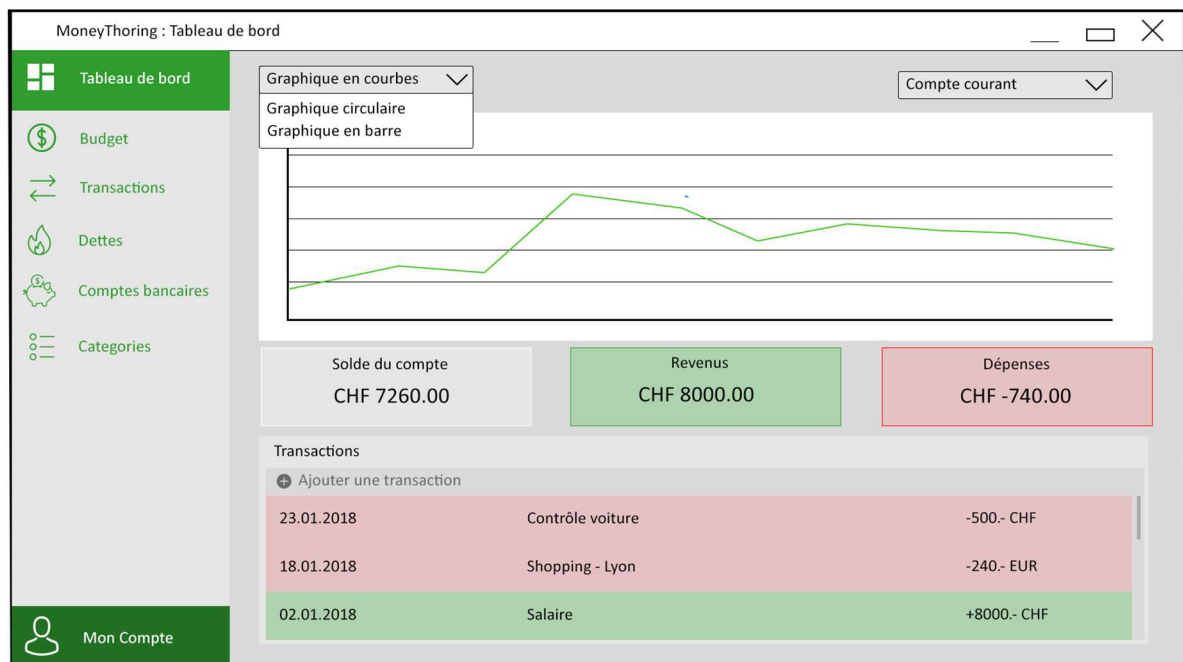 MoneyThoring : Tableau de bord
Tableau de bord
Budget
Transactions
Dettes
Comptes bancaires
Categories
Mon Compte
Graphique en courbes
Graphique circulaire
Graphique en barre
Compte courant
Solde du compte
CHF 7260.00
Revenus
CHF 8000.00
Dépenses
CHF -740.00
Transactions
Ajouter une transaction
23.01.2018 Contrôle voiture -500.- CHF
18.01.2018 Shopping - Lyon -240.- EUR
02.01.2018 Salaire +8000.- CHF